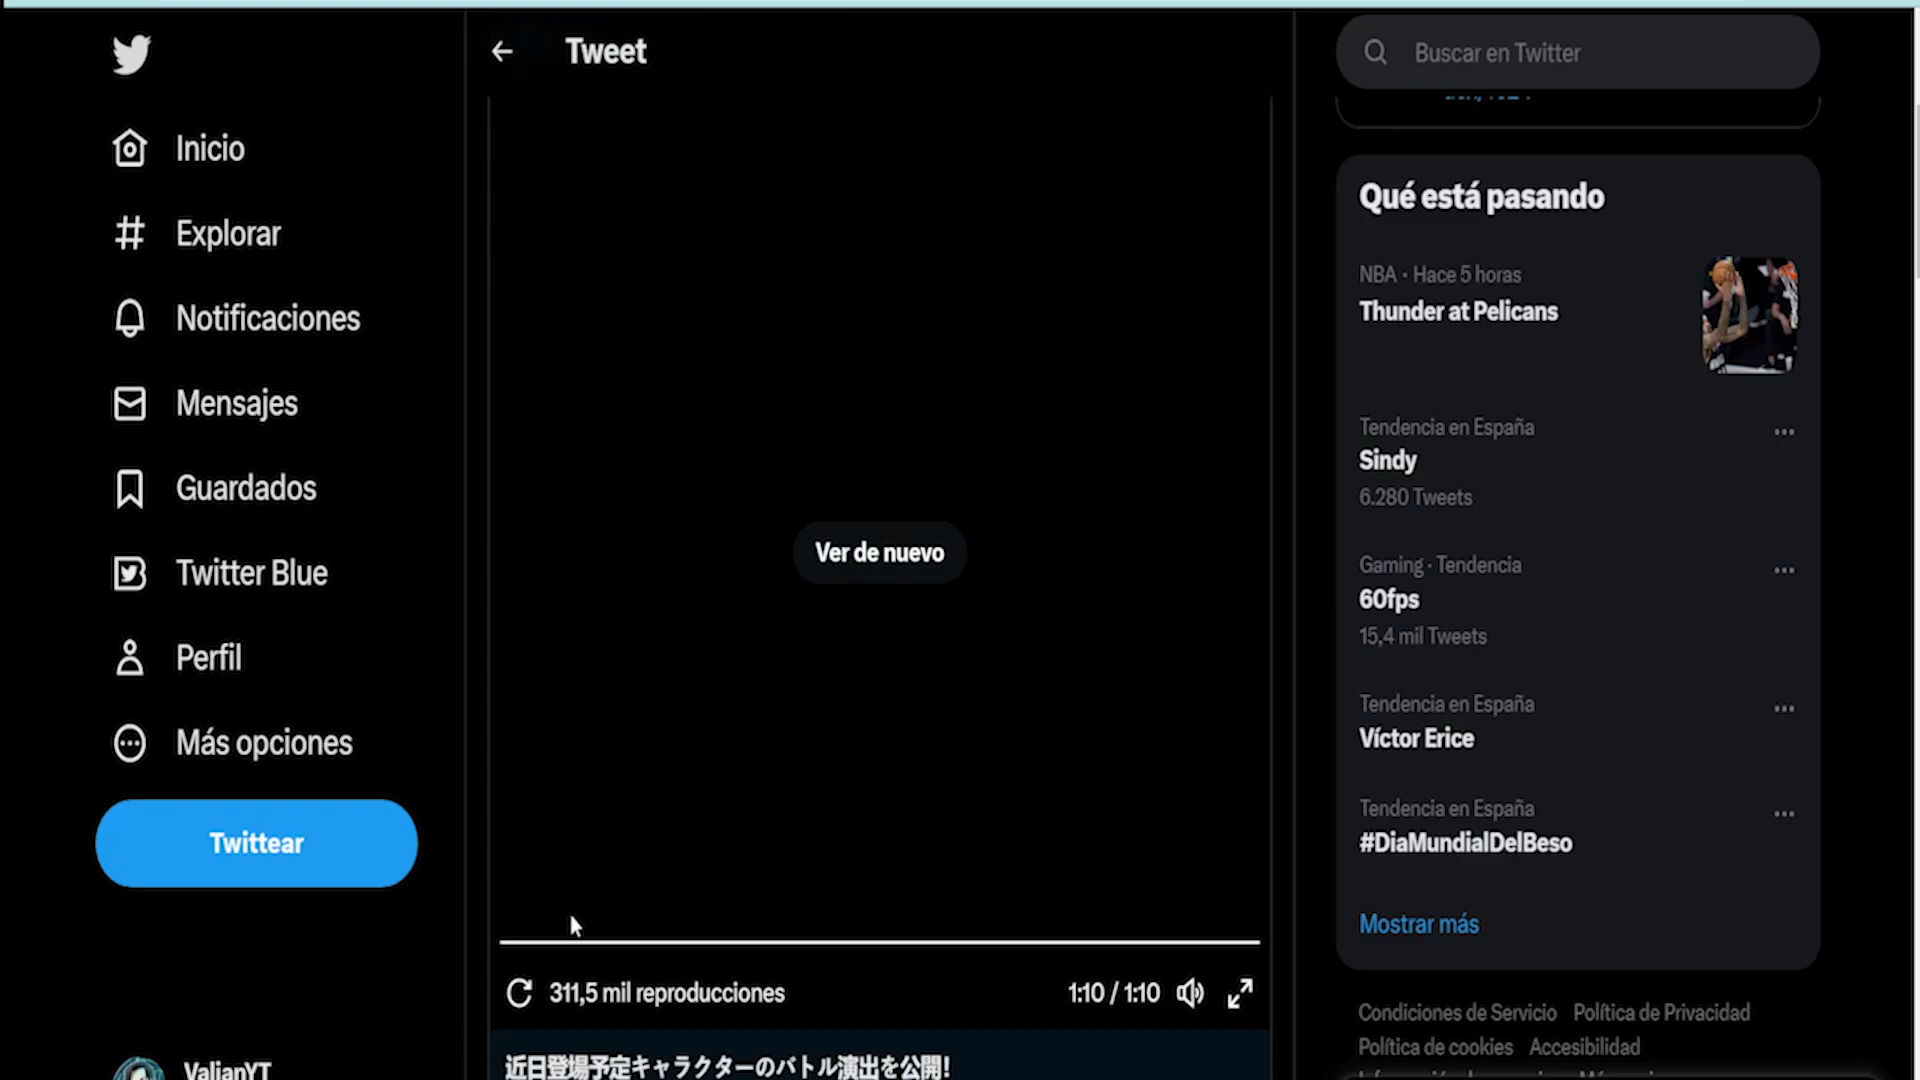 Tweet
Buscar en Twitter
Inicio
Explorar
Notificaciones
Mensajes
Guardados
Twitter Blue
Perfil
Más opciones
Twittear
ValianYT
Ver de nuevo
311,5 mil reproducciones
1:10 / 1:10
近日登場予定キャラクターのバトル演出を公開！
Qué está pasando
NBA · Hace 5 horas
Thunder at Pelicans
Tendencia en España
Sindy
6.280 Tweets
Gaming · Tendencia
60fps
15,4 mil Tweets
Tendencia en España
Víctor Erice
Tendencia en España
#DiaMundialDelBeso
Mostrar más
Condiciones de Servicio Política de Privacidad
Política de cookies Accesibilidad